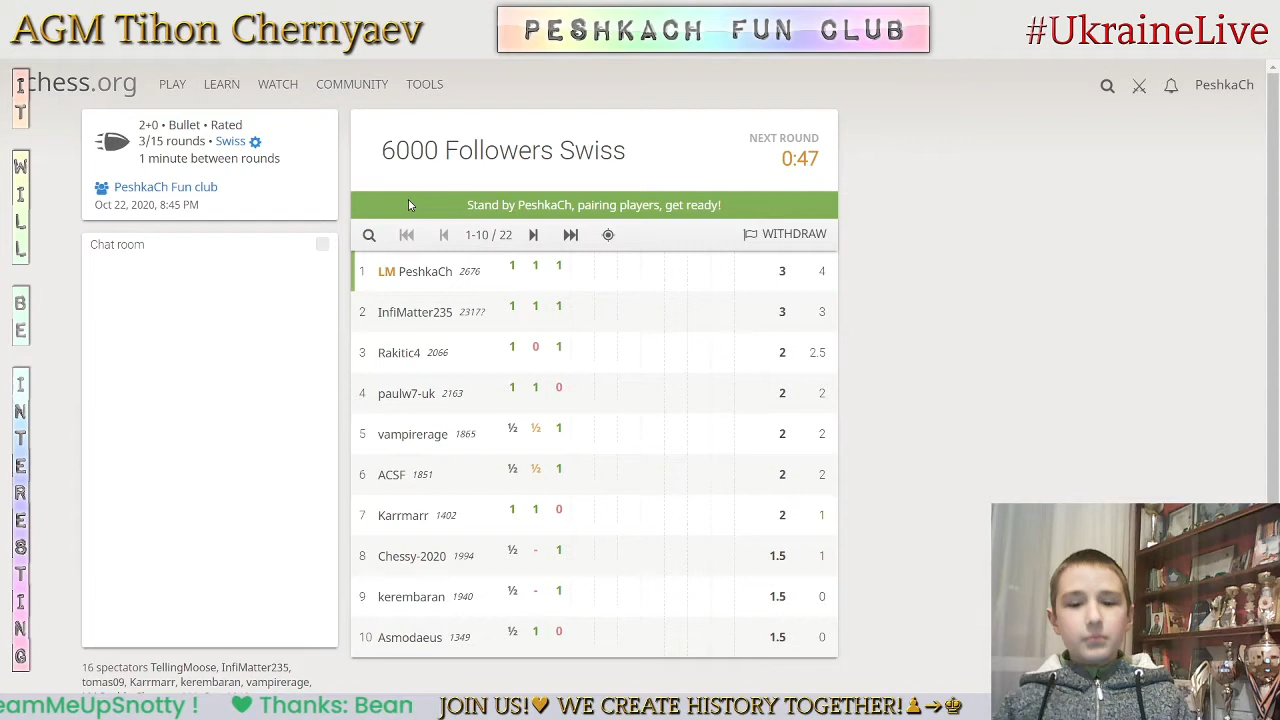 AGM Tihon Chernyaev
PESHKACH FUN CLUB
#UkraineLive
IT WILL BE INTERESTING
chess.org
PLAY LEARN WATCH COMMUNITY TOOLS
PeshkaCh
2+0 • Bullet • Rated
3/15 rounds • Swiss
1 minute between rounds
PeshkaCh Fun club
Oct 22, 2020, 8:45 PM
Chat room
6000 Followers Swiss
NEXT ROUND
0:47
Stand by PeshkaCh, pairing players, get ready!
1-10 / 22 WITHDRAW
1 LM PeshkaCh 2676 1 1 1 3 4
2 InfiMatter235 2317? 1 1 1 3 3
3 Rakitic4 2066 1 0 1 2 2.5
4 paulw7-uk 2163 1 1 0 2 2
5 vampirerage 1865 ½ ½ 1 2 2
6 ACSF 1851 ½ ½ 1 2 2
7 Karrmarr 1402 1 1 0 2 1
8 Chessy-2020 1994 ½ - 1 1.5 1
9 kerembaran 1940 ½ - 1 1.5 0
10 Asmodaeus 1349 ½ 1 0 1.5 0
16 spectators TellingMoose, InfiMatter235,
tomas09, Karrmarr, kerembaran, vampirerage,
eamMeUpSnotty ! 💚 Thanks: Bean
JOIN US!🧡 WE CREATE HISTORY TOGETHER!♟→♚